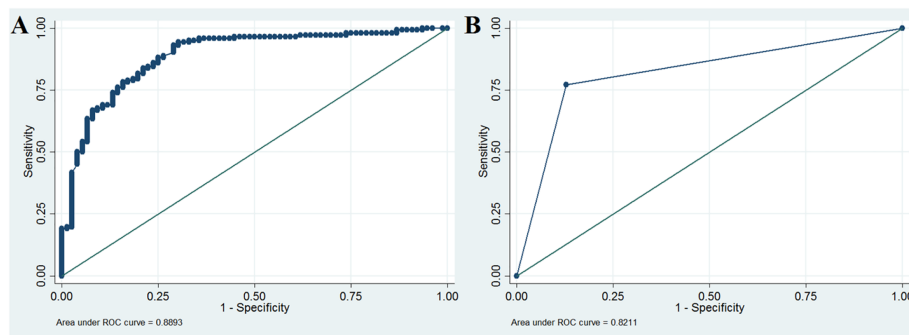 A
Sensitivity
1.00
0.75
0.50
0.25
0.00
0.00 0.25 0.50 0.75 1.00
1 - Specificity
Area under ROC curve = 0.8893
B
Sensitivity
1.00
0.75
0.50
0.25
0.00
0.00 0.25 0.50 0.75 1.00
1 - Specificity
Area under ROC curve = 0.8211